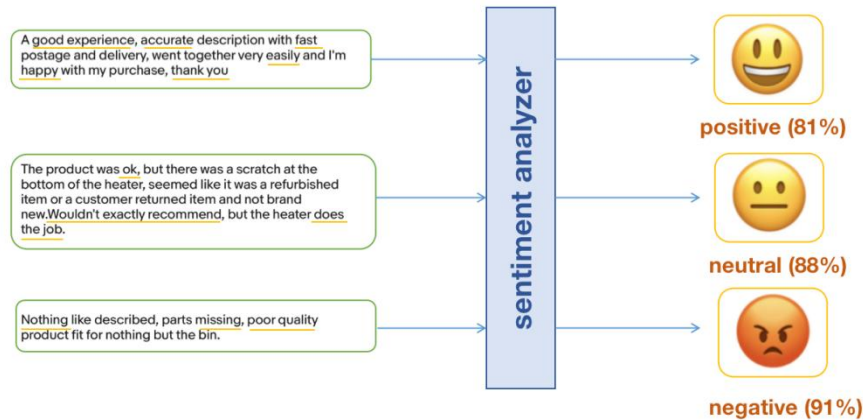 A good experience, accurate description with fast
postage and delivery, went together very easily and I'm
happy with my purchase, thank you
positive (81%)
The product was ok, but there was a scratch at the
bottom of the heater, seemed like it was a refurbished
item or a customer returned item and not brand
new.Wouldn't exactly recommend, but the heater does
the job.
sentiment analyzer
neutral (88%)
Nothing like described, parts missing, poor quality
product fit for nothing but the bin.
negative (91%)